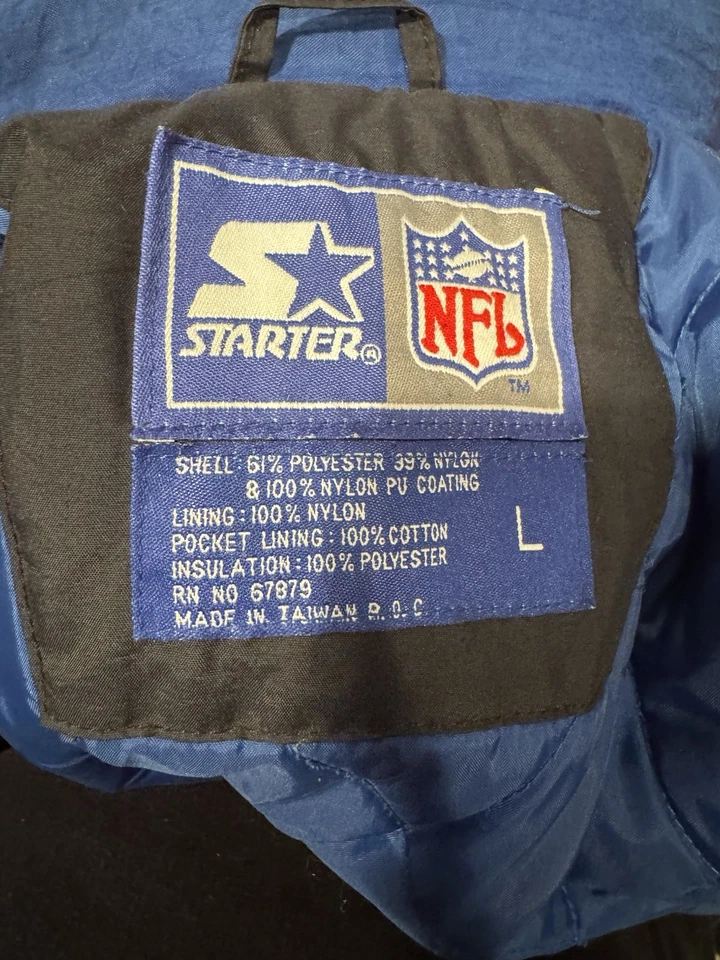 STARTER®
NFL
TM
SHELL: 61% POLYESTER 39% NYLON
& 100% NYLON PU COATING
LINING: 100% NYLON
POCKET LINING: 100% COTTON
INSULATION: 100% POLYESTER
RN NO 67879
MADE IN TAIWAN R.O.C
L